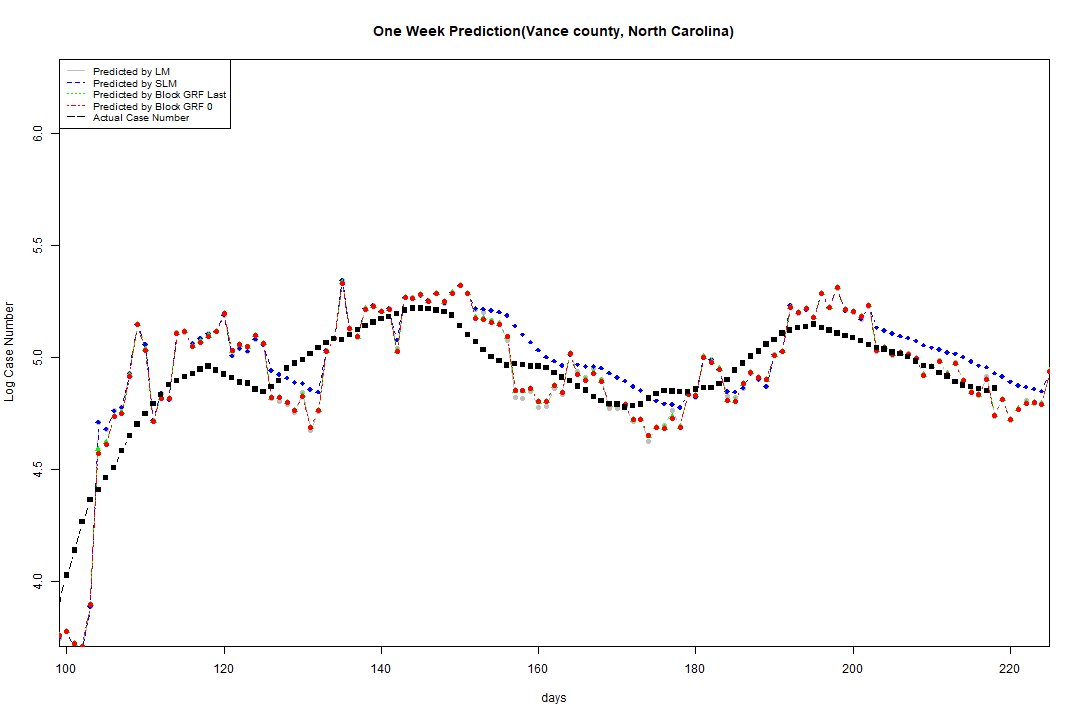 One Week Prediction(Vance county, North Carolina)
Predicted by LM
Predicted by SLM
Predicted by Block GRF Last
Predicted by Block GRF 0
Actual Case Number
6.0
5.5
5.0
4.5
4.0
Log Case Number
100 120 140 160 180 200 220
days